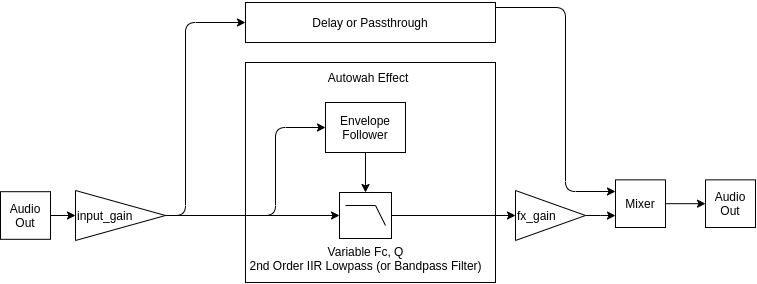 Delay or Passthrough
Autowah Effect
Envelope
Follower
Audio
Out
input_gain
fx_gain
Mixer
Audio
Out
Variable Fc, Q
2nd Order IIR Lowpass (or Bandpass Filter)